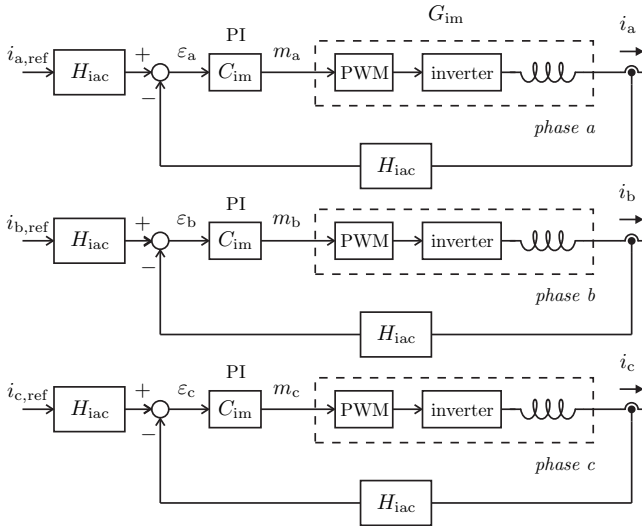 G_im
i_a,ref H_iac + − ε_a PI C_im m_a PWM inverter i_a
phase a
H_iac
i_b,ref H_iac + − ε_b PI C_im m_b PWM inverter i_b
phase b
H_iac
i_c,ref H_iac + − ε_c PI C_im m_c PWM inverter i_c
phase c
H_iac